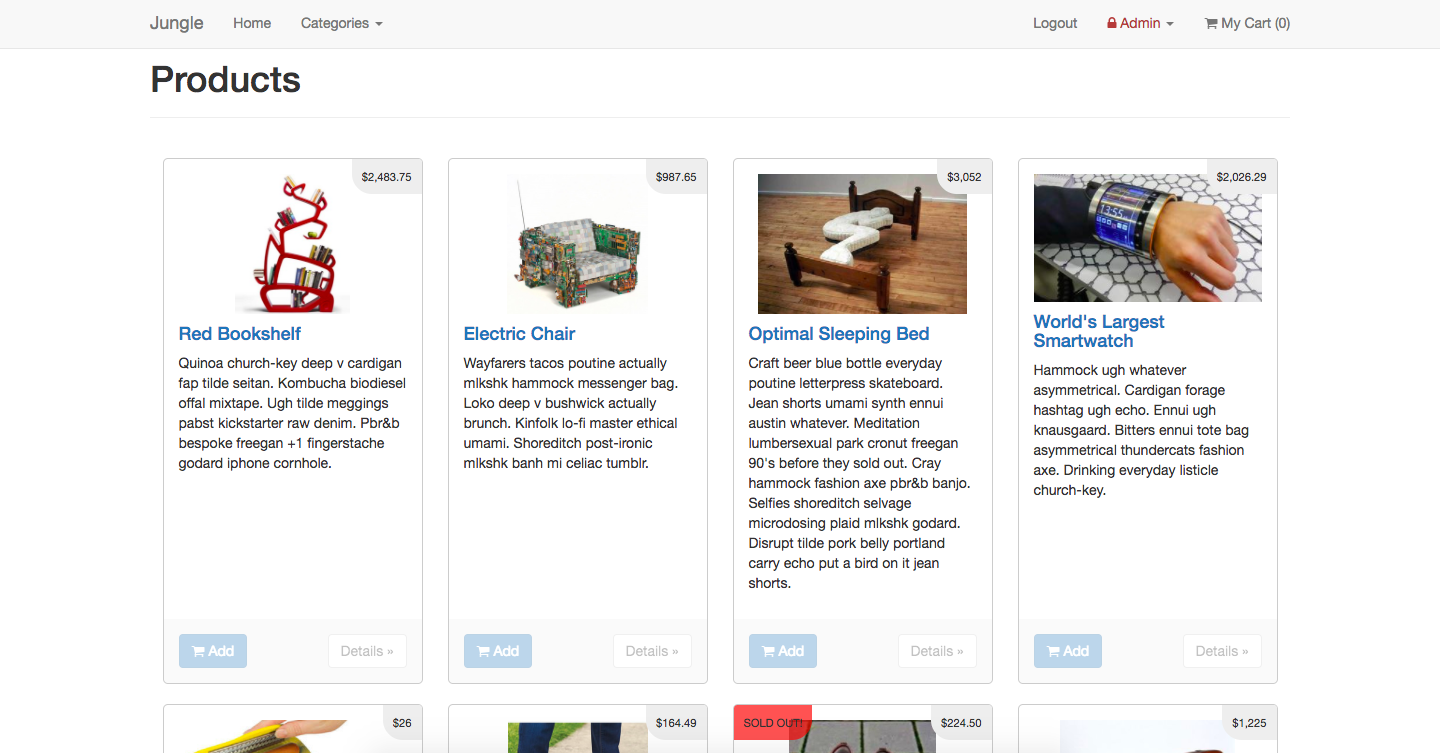 Jungle Home Categories Logout Admin My Cart (0)
Products
$2,483.75
Red Bookshelf
Quinoa church-key deep v cardigan
fap tilde seitan. Kombucha biodiesel
offal mixtape. Ugh tilde meggings
pabst kickstarter raw denim. Pbr&b
bespoke freegan +1 fingerstache
godard iphone cornhole.
Add Details »
$987.65
Electric Chair
Wayfarers tacos poutine actually
mlkshk hammock messenger bag.
Loko deep v bushwick actually
brunch. Kinfolk lo-fi master ethical
umami. Shoreditch post-ironic
mlkshk banh mi celiac tumblr.
Add Details »
$3,052
Optimal Sleeping Bed
Craft beer blue bottle everyday
poutine letterpress skateboard.
Jean shorts umami synth ennui
austin whatever. Meditation
lumbersexual park cronut freegan
90's before they sold out. Cray
hammock fashion axe pbr&b banjo.
Selfies shoreditch selvage
microdosing plaid mlkshk godard.
Disrupt tilde pork belly portland
carry echo put a bird on it jean
shorts.
Add Details »
$2,026.29
13:55
World's Largest
Smartwatch
Hammock ugh whatever
asymmetrical. Cardigan forage
hashtag ugh echo. Ennui ugh
knausgaard. Bitters ennui tote bag
asymmetrical thundercats fashion
axe. Drinking everyday listicle
church-key.
Add Details »
$26
$164.49
SOLD OUT! $224.50
$1,225